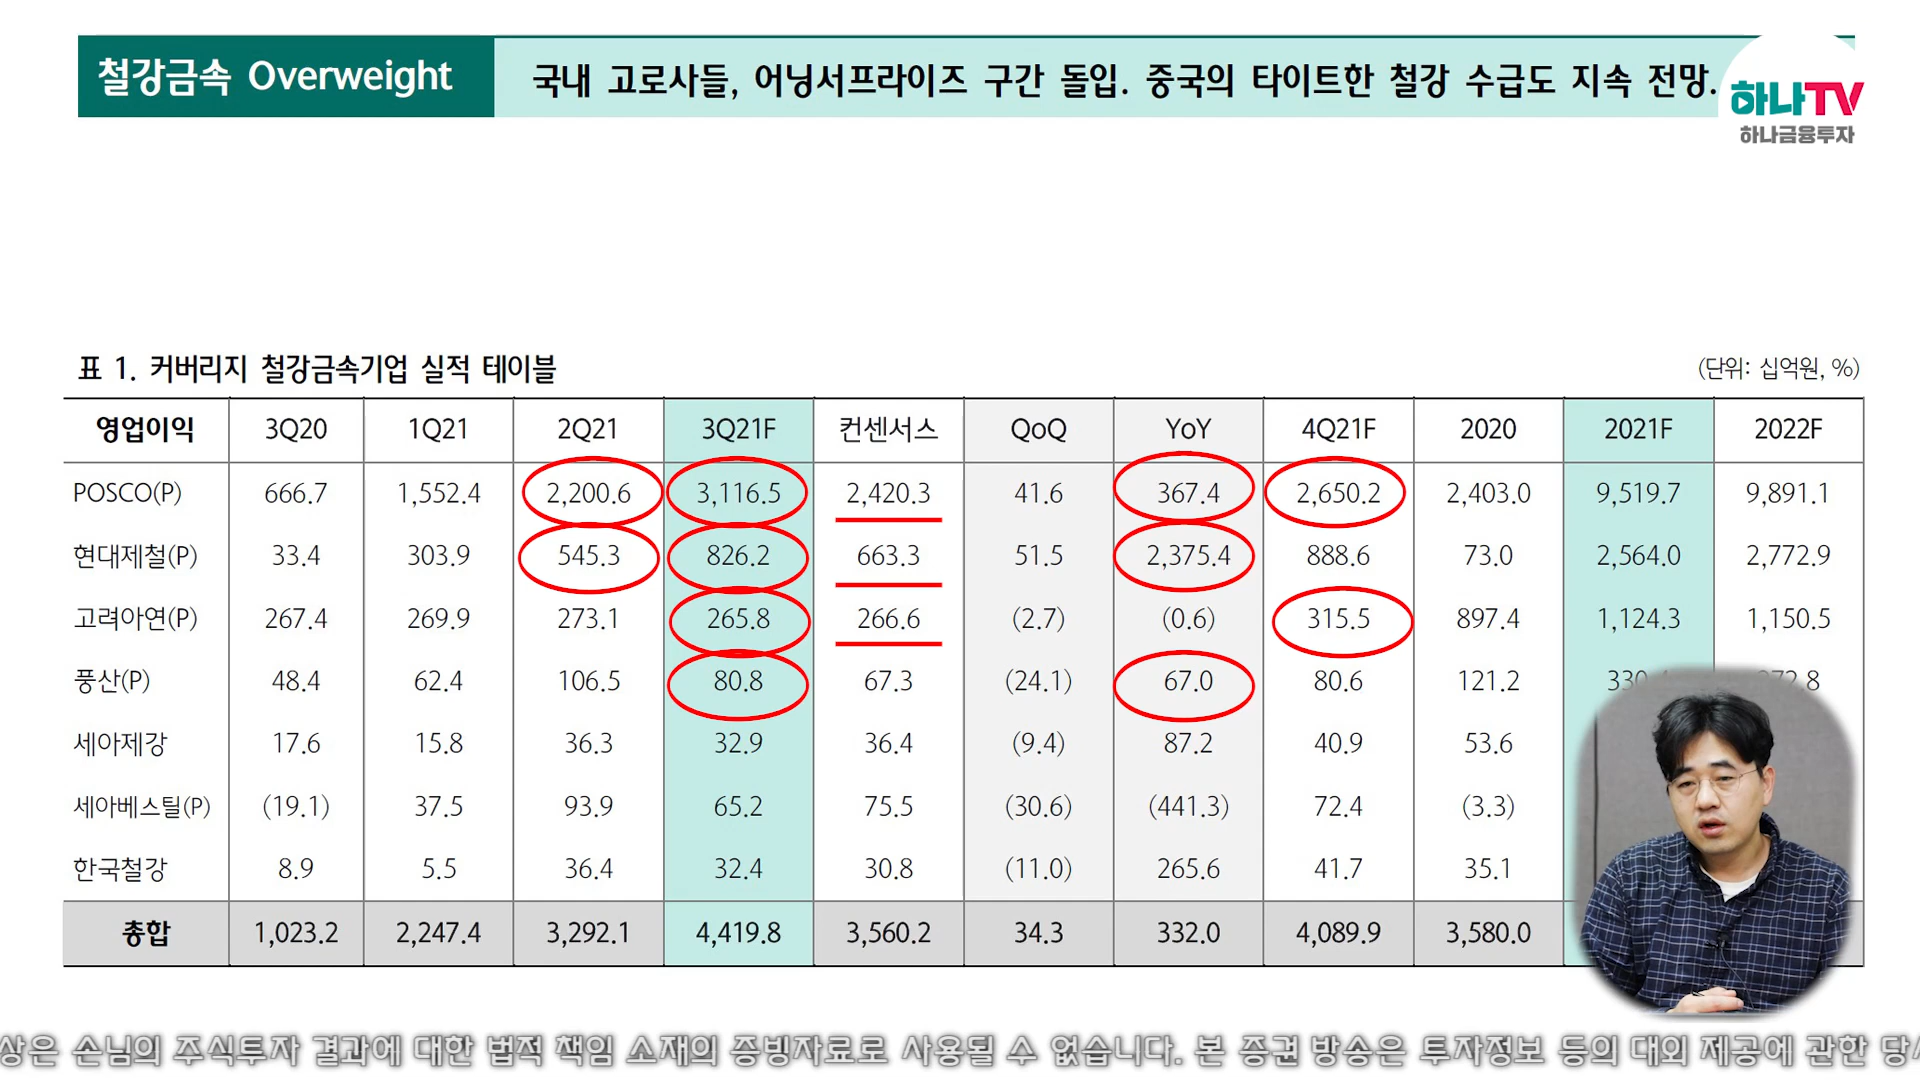 철강금속 Overweight
국내 고로사들, 어닝서프라이즈 구간 돌입. 중국의 타이트한 철강 수급도 지속 전망.
하나TV
하나금융투자
표 1. 커버리지 철강금속기업 실적 테이블
(단위: 십억원, %)
영업이익 3Q20 1Q21 2Q21 3Q21F 컨센서스 QoQ YoY 4Q21F 2020 2021F 2022F
POSCO(P) 666.7 1,552.4 2,200.6 3,116.5 2,420.3 41.6 367.4 2,650.2 2,403.0 9,519.7 9,891.1
현대제철(P) 33.4 303.9 545.3 826.2 663.3 51.5 2,375.4 888.6 73.0 2,564.0 2,772.9
고려아연(P) 267.4 269.9 273.1 265.8 266.6 (2.7) (0.6) 315.5 897.4 1,124.3 1,150.5
풍산(P) 48.4 62.4 106.5 80.8 67.3 (24.1) 67.0 80.6 121.2
세아제강 17.6 15.8 36.3 32.9 36.4 (9.4) 87.2 40.9 53.6
세아베스틸(P) (19.1) 37.5 93.9 65.2 75.5 (30.6) (441.3) 72.4 (3.3)
한국철강 8.9 5.5 36.4 32.4 30.8 (11.0) 265.6 41.7 35.1
총합 1,023.2 2,247.4 3,292.1 4,419.8 3,560.2 34.3 332.0 4,089.9 3,580.0
상은 손님의 주식투자 결과에 대한 법적 책임 소재의 증빙자료로 사용될 수 없습니다. 본 증권 방송은 투자정보 등의 대외 제공에 관한 당